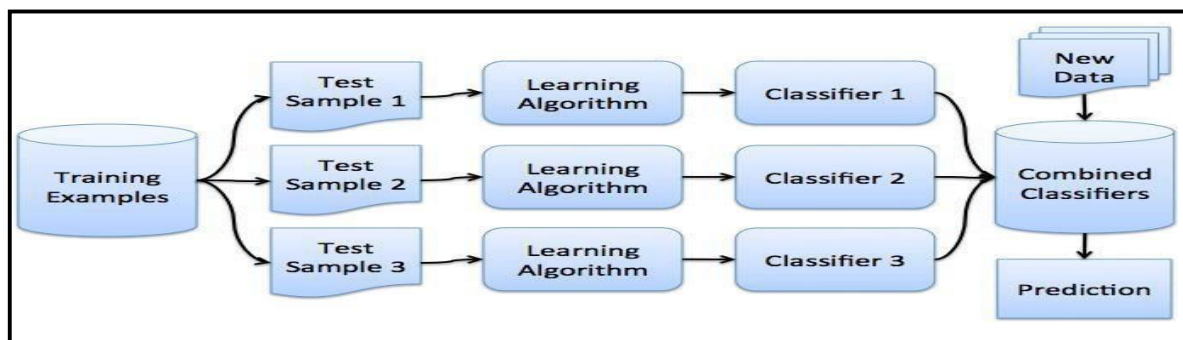 Training
Examples
Test
Sample 1
Learning
Algorithm
Classifier 1
Test
Sample 2
Learning
Algorithm
Classifier 2
Test
Sample 3
Learning
Algorithm
Classifier 3
New
Data
Combined
Classifiers
Prediction